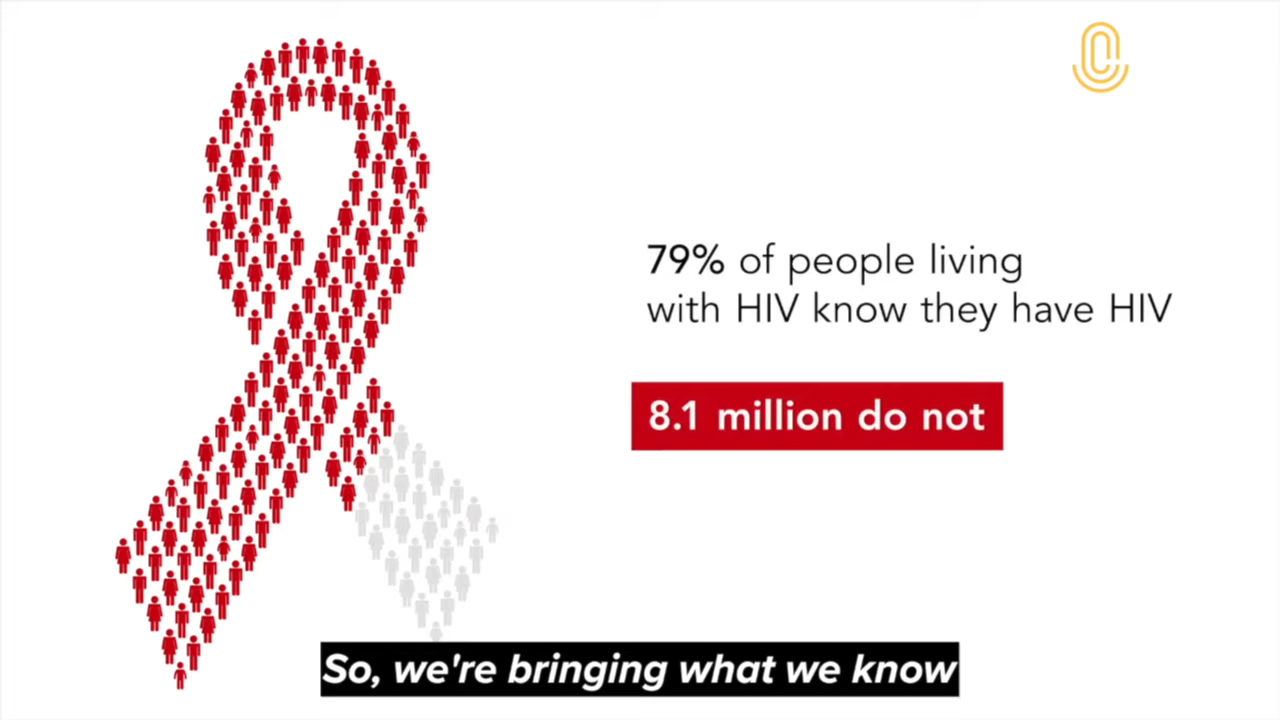 79% of people living
with HIV know they have HIV
8.1 million do not
So, we're bringing what we know